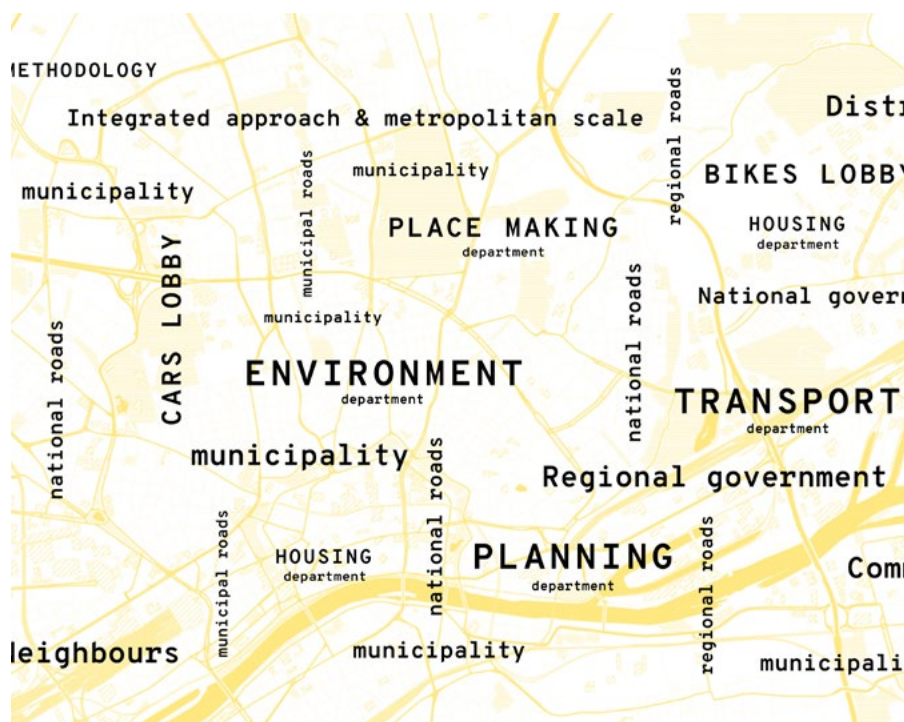 METHODOLOGY
Integrated approach & metropolitan scale
regional roads
Distr
municipality
municipal roads
municipality
BIKES LOBBY
PLACE MAKING
department
HOUSING
department
CARS LOBBY
national roads
National govern
municipality
national roads
ENVIRONMENT
department
TRANSPORT
department
municipality
national roads
Regional government
municipal roads
HOUSING
department
PLANNING
department
regional roads
Comm
leighbours
municipality
municipali